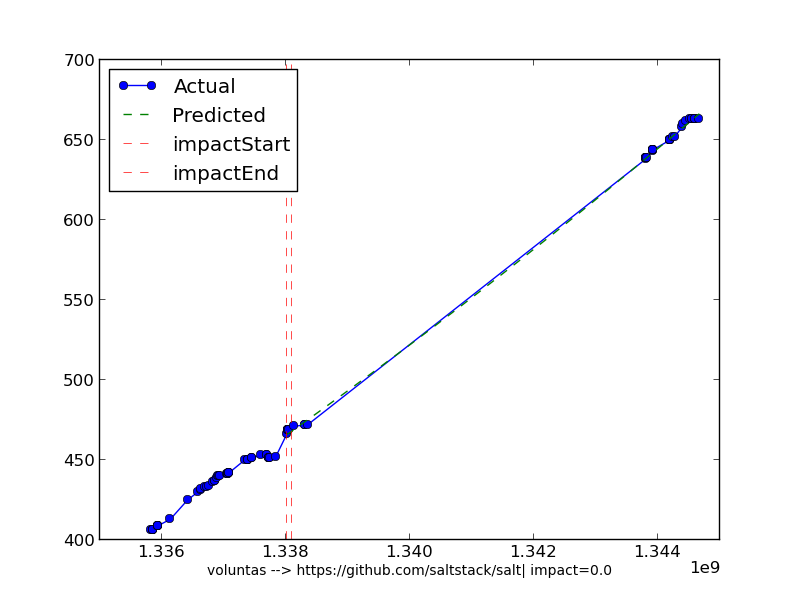 700
650
600
550
500
450
400
Actual
Predicted
impactStart
impactEnd
1.336 1.338 1.340 1.342 1.344
1e9
voluntas --> https://github.com/saltstack/salt| impact=0.0